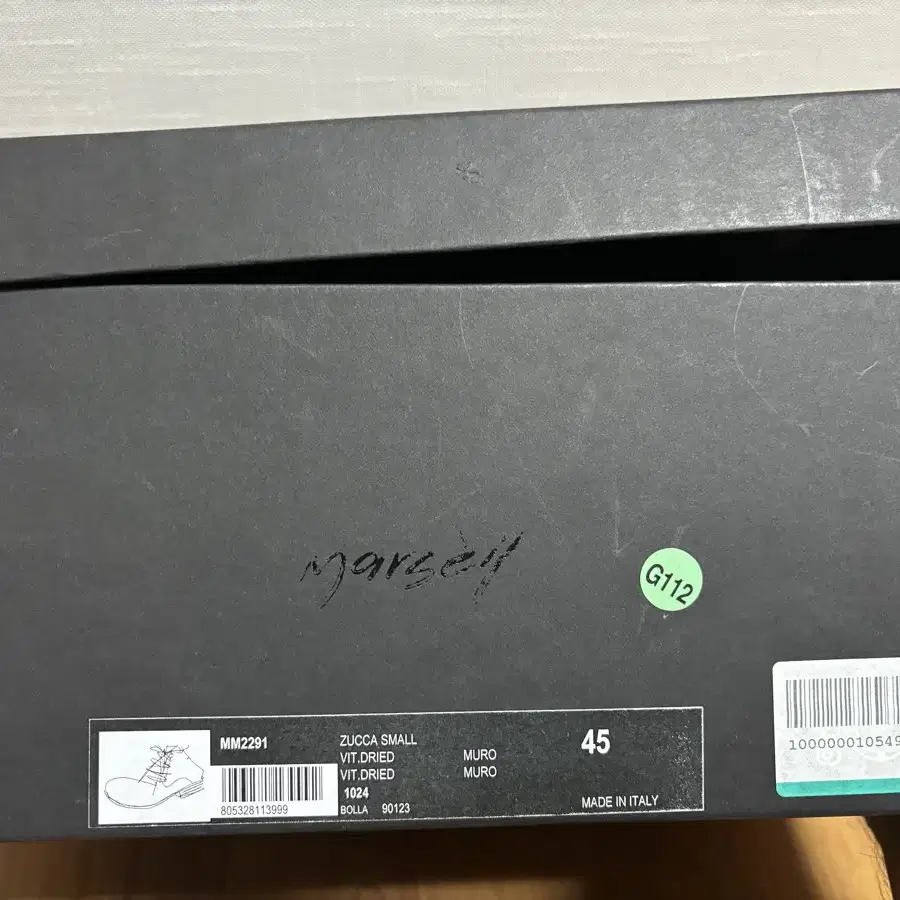 marsèll
G112
MM2291
805328113999
ZUCCA SMALL
VIT.DRIED MURO
VIT.DRIED MURO
1024
BOLLA 90123
45
MADE IN ITALY
100000010549